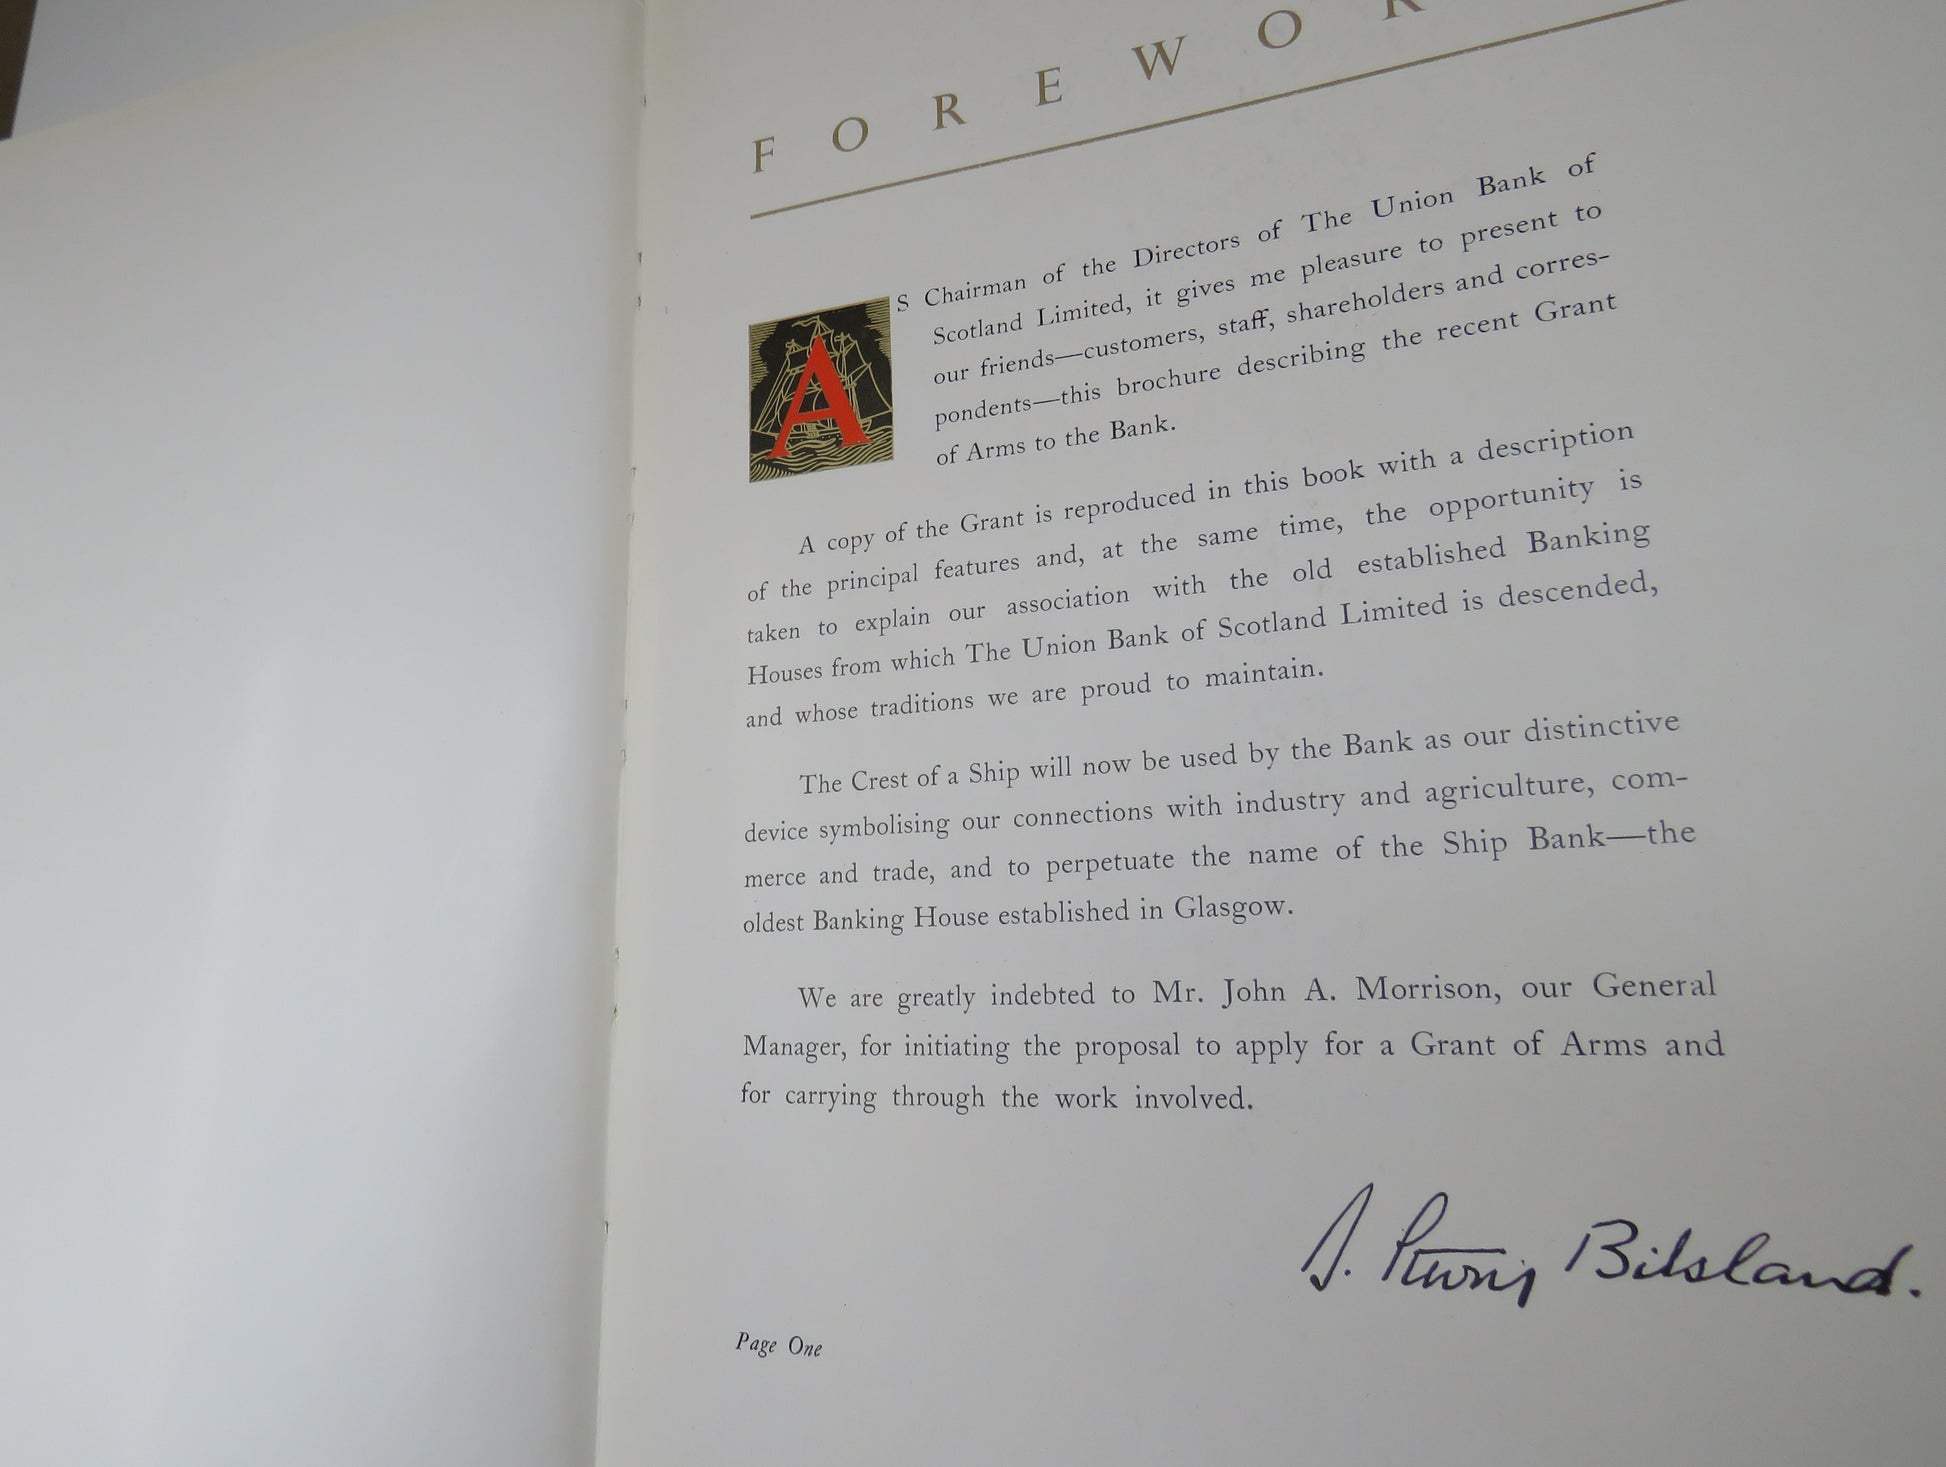 FOREWOR
AS Chairman of the Directors of The Union Bank of
Scotland Limited, it gives me pleasure to present to
our friends—customers, staff, shareholders and corres-
pondents—this brochure describing the recent Grant
of Arms to the Bank.
A copy of the Grant is reproduced in this book with a description
of the principal features and, at the same time, the opportunity is
taken to explain our association with the old established Banking
Houses from which The Union Bank of Scotland Limited is descended,
and whose traditions we are proud to maintain.
The Crest of a Ship will now be used by the Bank as our distinctive
device symbolising our connections with industry and agriculture, com-
merce and trade, and to perpetuate the name of the Ship Bank—the
oldest Banking House established in Glasgow.
We are greatly indebted to Mr. John A. Morrison, our General
Manager, for initiating the proposal to apply for a Grant of Arms and
for carrying through the work involved.
Bilsland.
Page One